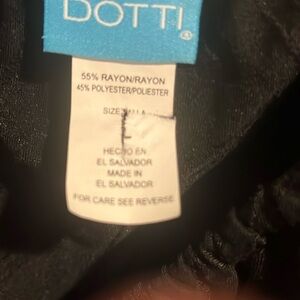 DOTTI
®
55% RAYON/RAYON
45% POLYESTER/POLIESTER
SIZE
L
HECHO EN
EL SALVADOR
MADE IN
EL SALVADOR
FOR CARE SEE REVERSE